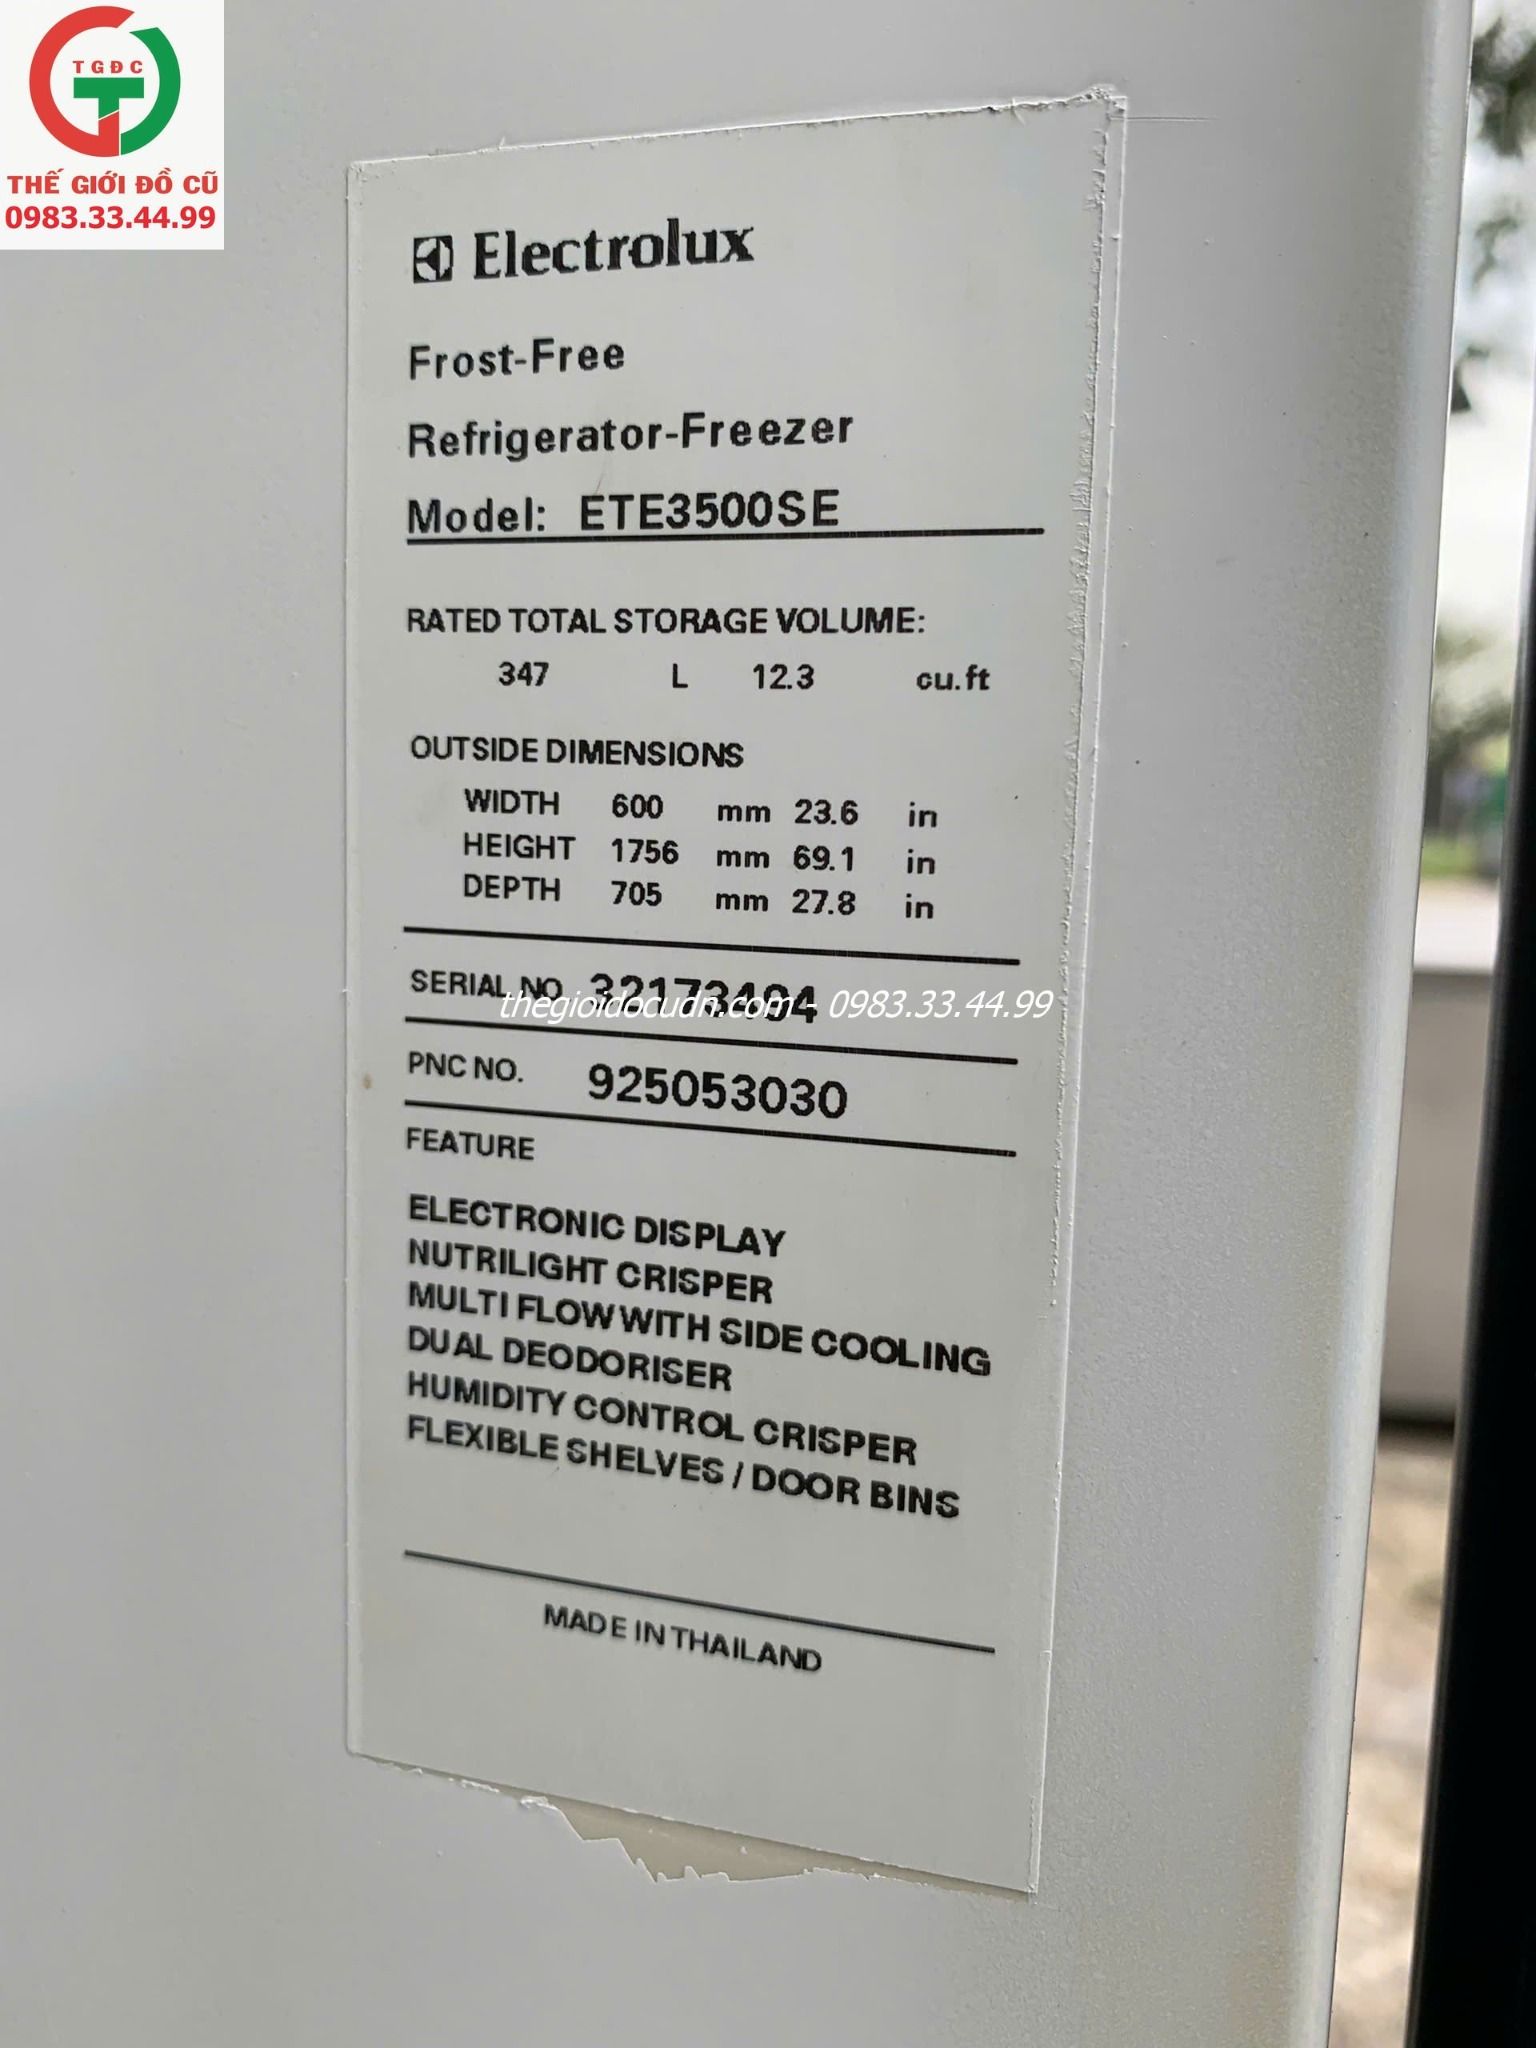 TGĐC
THẾ GIỚI ĐỒ CŨ
0983.33.44.99
Electrolux
Frost-Free
Refrigerator-Freezer
Model: ETE3500SE
RATED TOTAL STORAGE VOLUME:
347 L 12.3 cu.ft
OUTSIDE DIMENSIONS
WIDTH 600 mm 23.6 in
HEIGHT 1756 mm 69.1 in
DEPTH 705 mm 27.8 in
SERIAL NO
thegioidocudn.com - 0983.33.44.99
PNC NO. 925053030
FEATURE
ELECTRONIC DISPLAY
NUTRILIGHT CRISPER
MULTI FLOW WITH SIDE COOLING
DUAL DEODORISER
HUMIDITY CONTROL CRISPER
FLEXIBLE SHELVES / DOOR BINS
MADE IN THAILAND